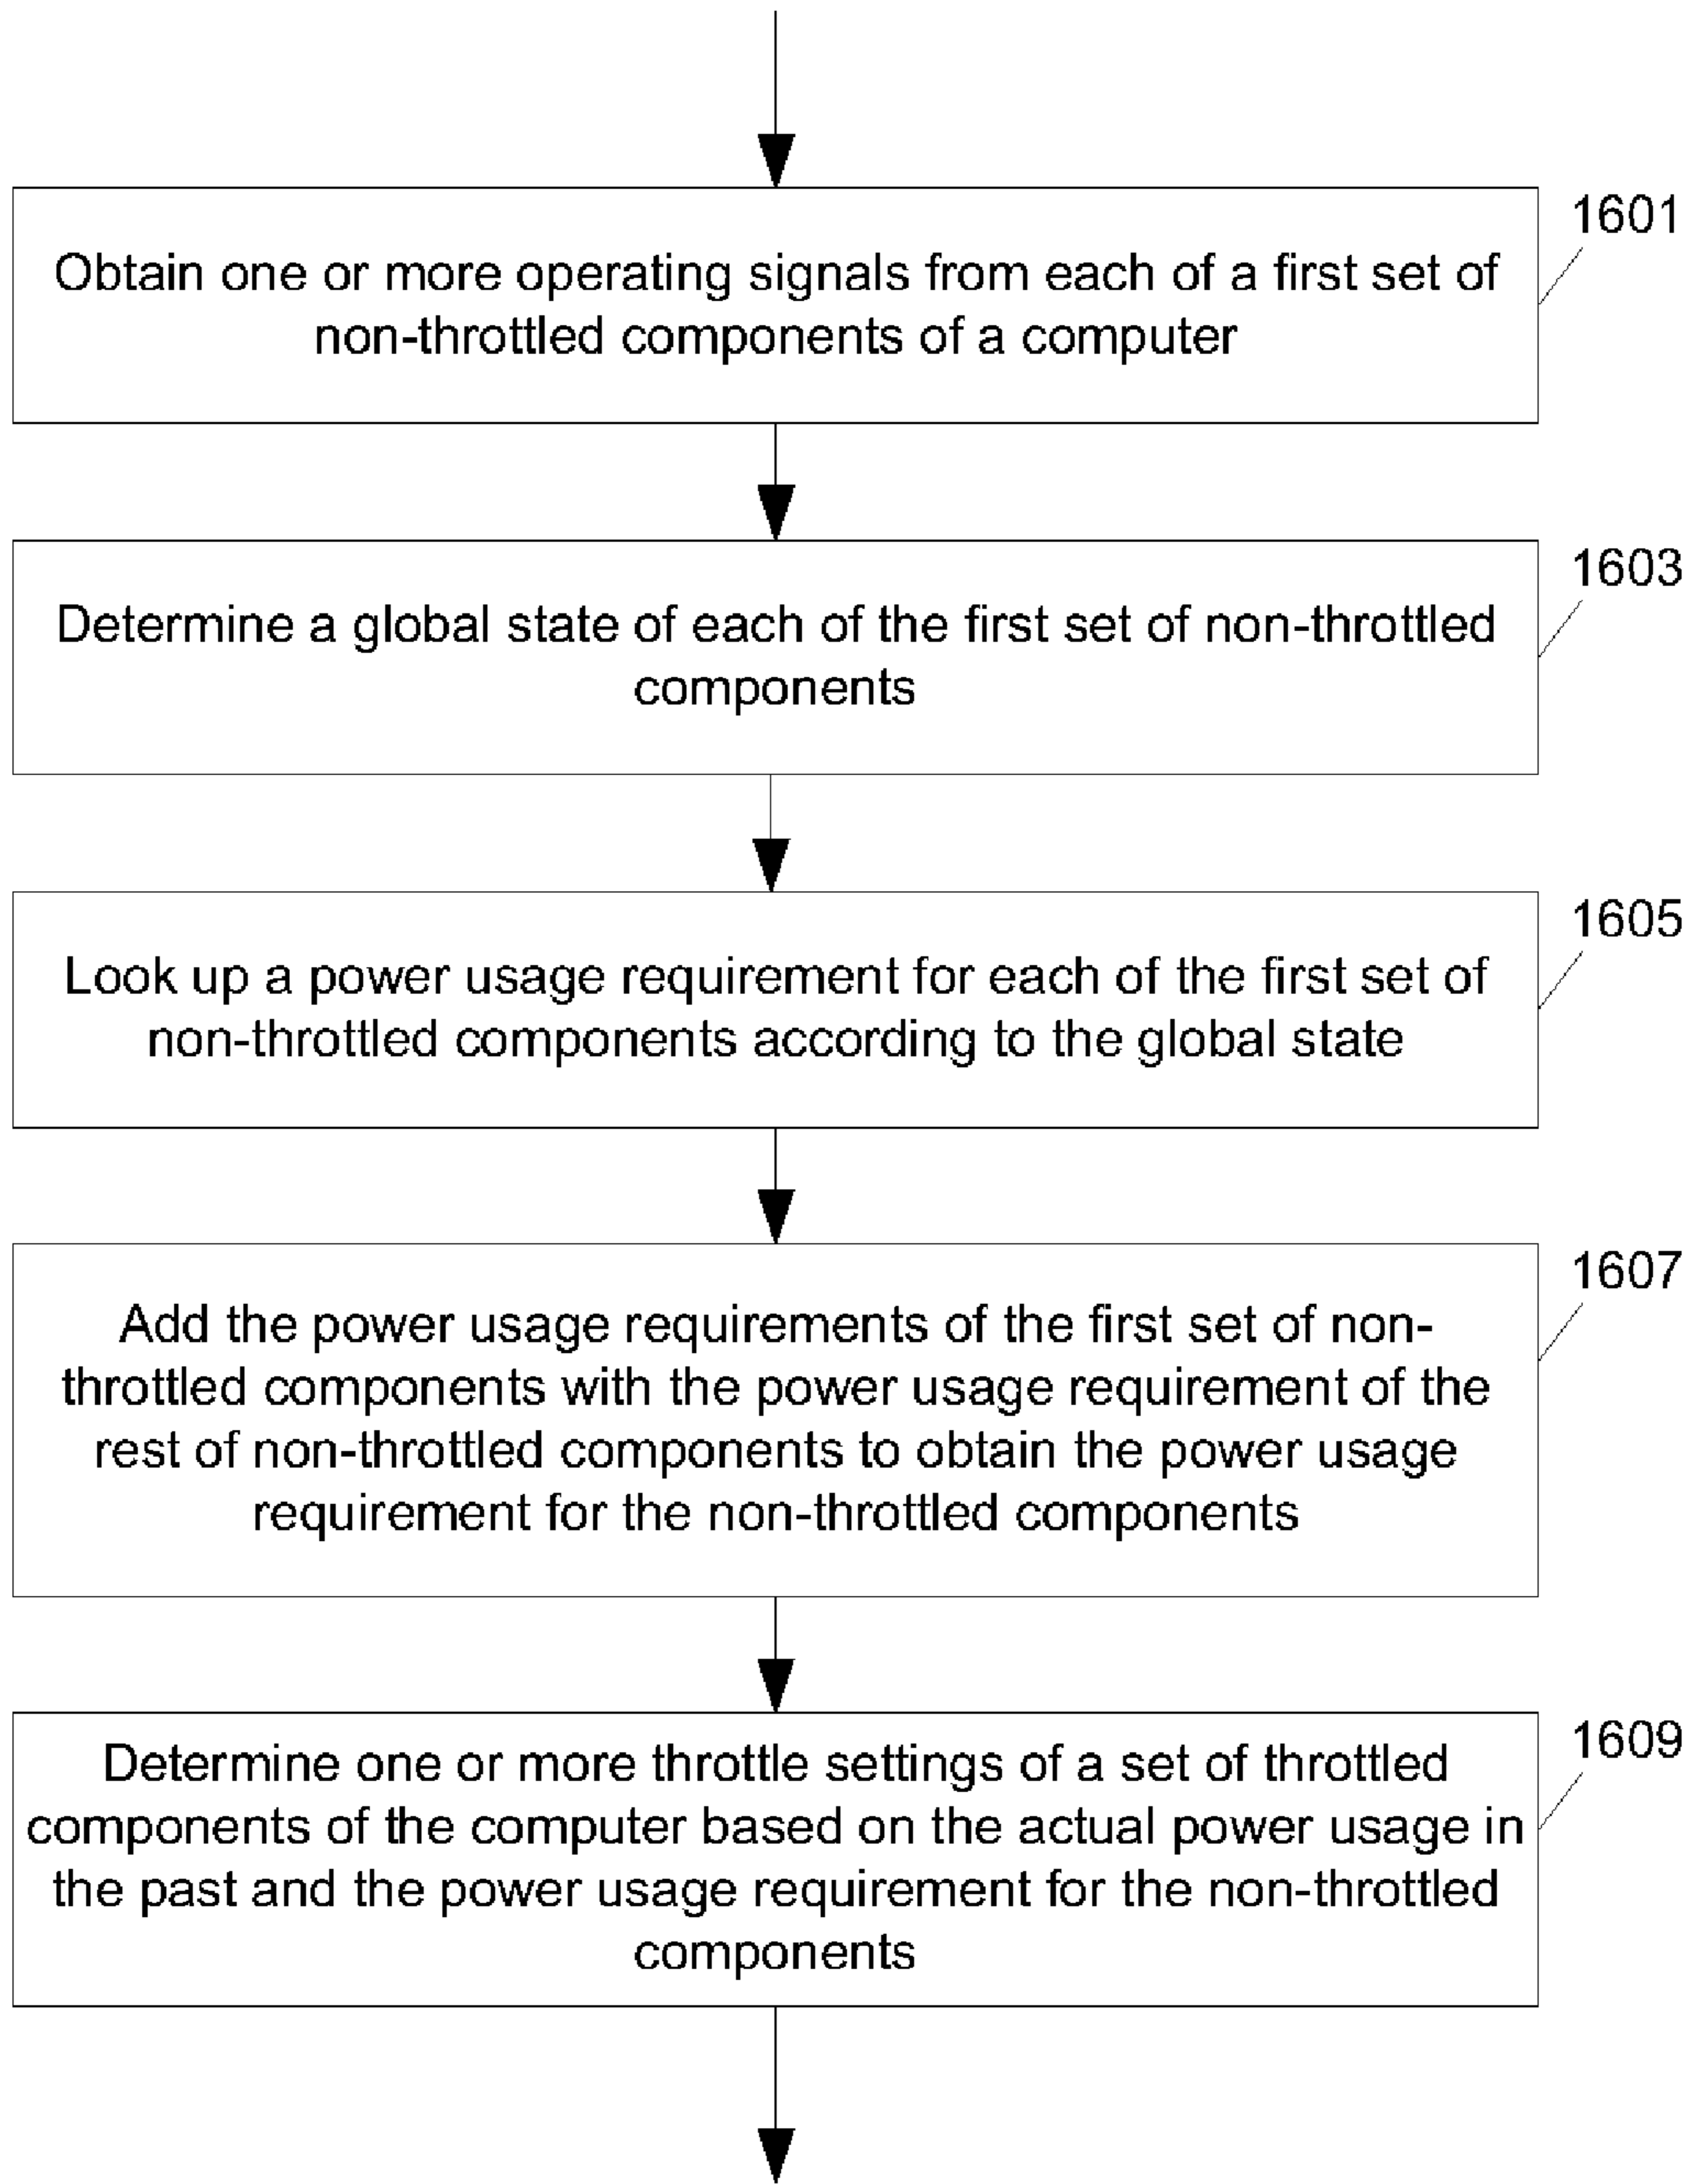 1601
Obtain one or more operating signals from each of a first set of
non-throttled components of a computer
1603
Determine a global state of each of the first set of non-throttled
components
1605
Look up a power usage requirement for each of the first set of
non-throttled components according to the global state
1607
Add the power usage requirements of the first set of non-
throttled components with the power usage requirement of the
rest of non-throttled components to obtain the power usage
requirement for the non-throttled components
1609
Determine one or more throttle settings of a set of throttled
components of the computer based on the actual power usage in
the past and the power usage requirement for the non-throttled
components